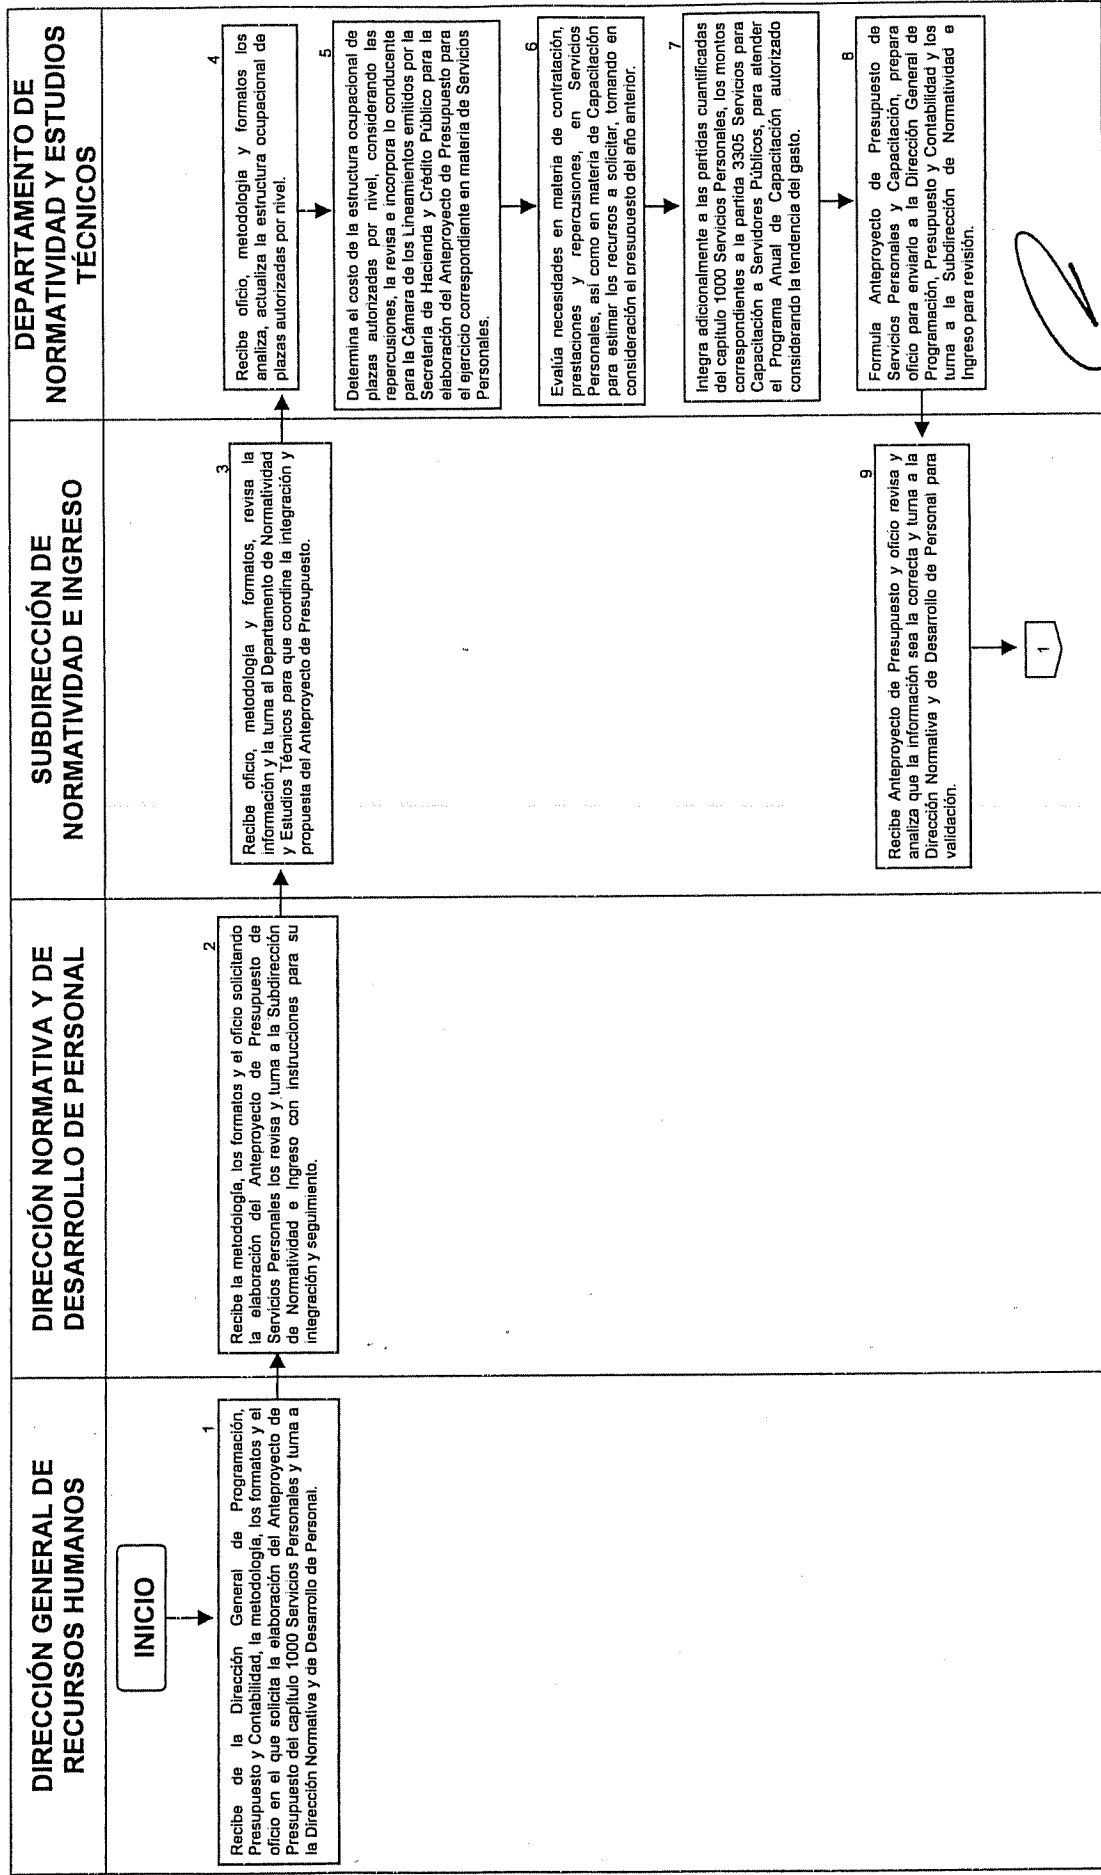 DIRECCIÓN GENERAL DE
RECURSOS HUMANOS
DIRECCIÓN NORMATIVA Y DE
DESARROLLO DE PERSONAL
SUBDIRECCIÓN DE
NORMATIVIDAD E INGRESO
DEPARTAMENTO DE
NORMATIVIDAD Y ESTUDIOS
TÉCNICOS
INICIO
1
Recibe de la Dirección General de Programación,
Presupuesto y Contabilidad, la metodología, los formatos y el
oficio en el que solicita la elaboración del Anteproyecto de
Presupuesto del capítulo 1000 Servicios Personales y turna a
la Dirección Normativa y de Desarrollo de Personal.
2
Recibe la metodología, los formatos y el oficio solicitando
la elaboración del Anteproyecto de Presupuesto de
Servicios Personales los revisa y turna a la Subdirección
de Normatividad e Ingreso con instrucciones para su
integración y seguimiento.
3
Recibe oficio, metodología y formatos, revisa la
información y la turna al Departamento de Normatividad
y Estudios Técnicos para que coordine la integración y
propuesta del Anteproyecto de Presupuesto.
4
Recibe oficio, metodología y formatos los
analiza, actualiza la estructura ocupacional de
plazas autorizadas por nivel.
5
Determina el costo de la estructura ocupacional de
plazas autorizadas por nivel, considerando las
repercusiones, la revisa e incorpora lo conducente
para la Cámara de los Lineamientos emitidos por la
Secretaría de Hacienda y Crédito Público para la
elaboración del Anteproyecto de Presupuesto para
el ejercicio correspondiente en materia de Servicios
Personales.
6
Evalúa necesidades en materia de contratación,
prestaciones y repercusiones, en Servicios
Personales, así como en materia de Capacitación
para estimar los recursos a solicitar, tomando en
consideración el presupuesto del año anterior.
7
Integra adicionalmente a las partidas cuantificadas
del capítulo 1000 Servicios Personales, los montos
correspondientes a la partida 3305 Servicios para
Capacitación a Servidores Públicos, para atender
el Programa Anual de Capacitación autorizado
considerando la tendencia del gasto.
8
Formula Anteproyecto de Presupuesto de
Servicios Personales y Capacitación, prepara
oficio para enviarlo a la Dirección General de
Programación, Presupuesto y Contabilidad y los
turna a la Subdirección de Normatividad e
Ingreso para revisión.
9
Recibe Anteproyecto de Presupuesto y oficio revisa y
analiza que la información sea la correcta y turna a la
Dirección Normativa y de Desarrollo de Personal para
validación.
1